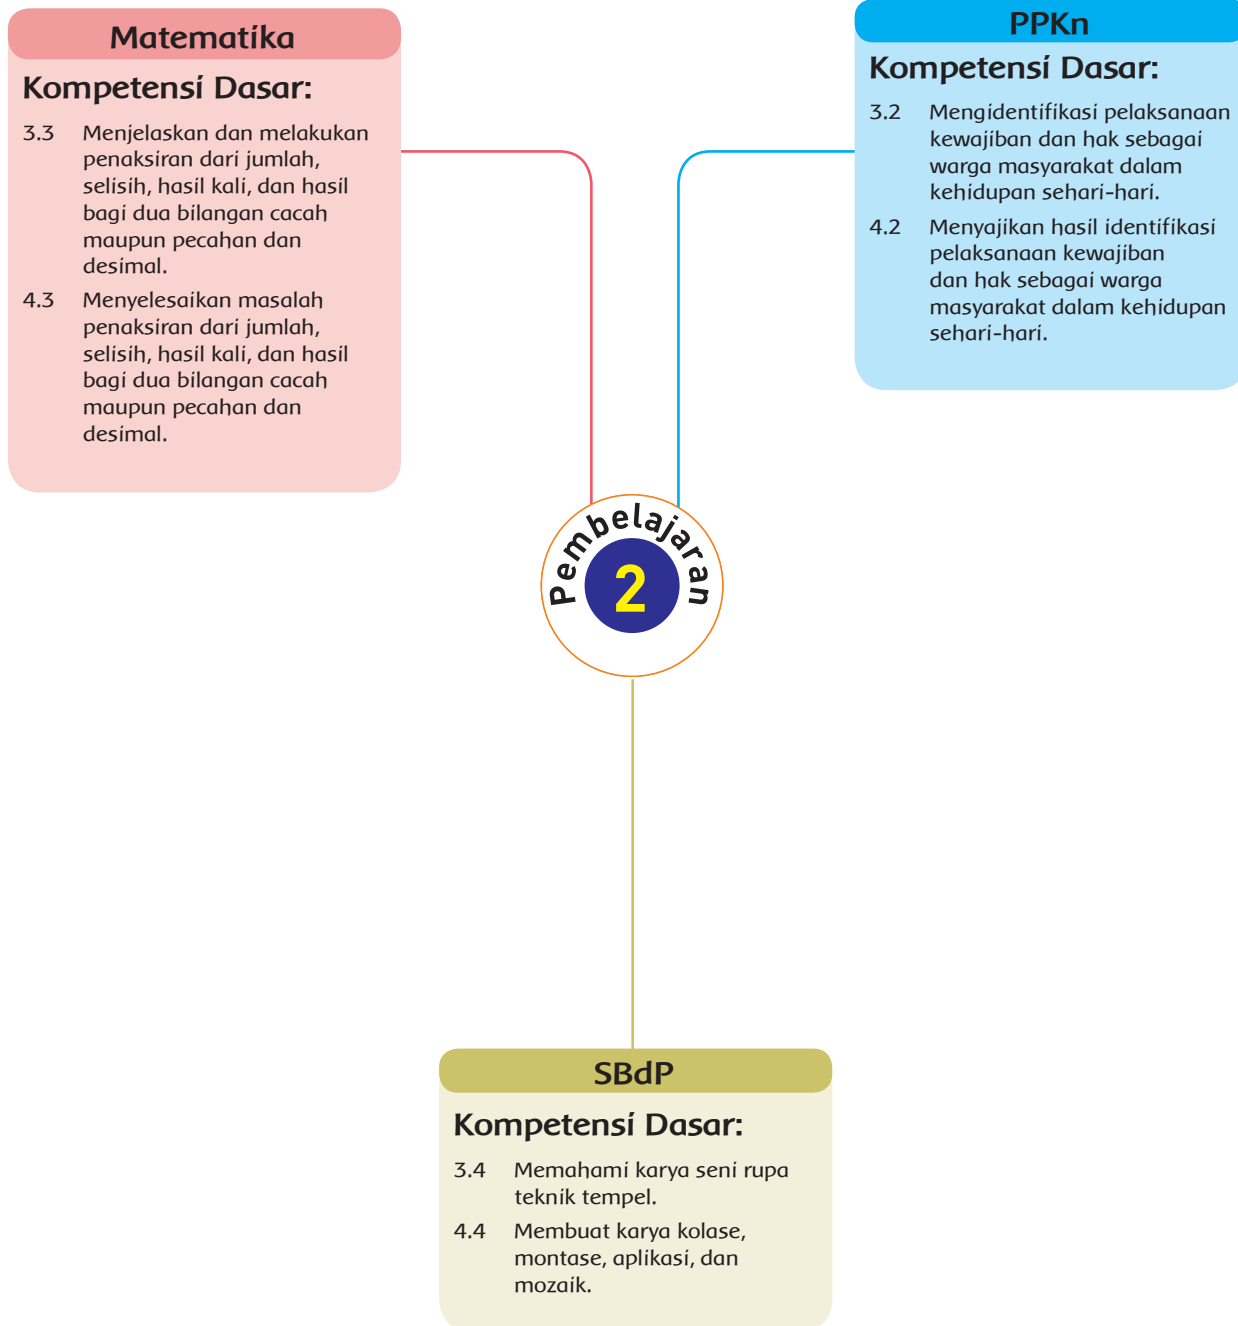 Matematika
Kompetensi Dasar:
3.3 Menjelaskan dan melakukan
penaksiran dari jumlah,
selisih, hasil kali, dan hasil
bagi dua bilangan cacah
maupun pecahan dan
desimal.
4.3 Menyelesaikan masalah
penaksiran dari jumlah,
selisih, hasil kali, dan hasil
bagi dua bilangan cacah
maupun pecahan dan
desimal.
PPKn
Kompetensi Dasar:
3.2 Mengidentifikasi pelaksanaan
kewajiban dan hak sebagai
warga masyarakat dalam
kehidupan sehari-hari.
4.2 Menyajikan hasil identifikasi
pelaksanaan kewajiban
dan hak sebagai warga
masyarakat dalam kehidupan
sehari-hari.
Pembelajaran
2
SBdP
Kompetensi Dasar:
3.4 Memahami karya seni rupa
teknik tempel.
4.4 Membuat karya kolase,
montase, aplikasi, dan
mozaik.